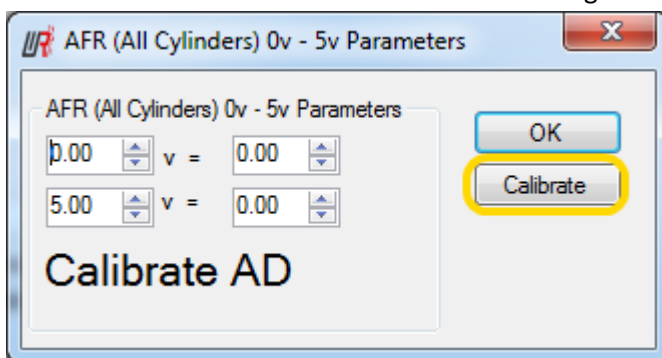 AFR (All Cylinders) 0v - 5v Parameters
AFR (All Cylinders) 0v - 5v Parameters
0.00 v = 0.00
5.00 v = 0.00
Calibrate AD
OK
Calibrate